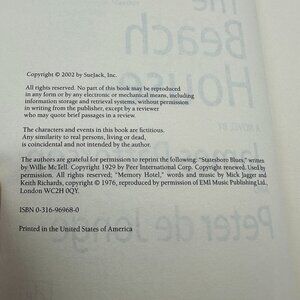 The
Beach
House
A NOVEL BY
Copyright © 2002 by SueJack, Inc.
All rights reserved. No part of this book may be reproduced
in any form or by any electronic or mechanical means, including
information storage and retrieval systems, without permission
in writing from the publisher, except by a reviewer
who may quote brief passages in a review.
The characters and events in this book are fictitious.
Any similarity to real persons, living or dead,
is coincidental and not intended by the author.
The authors are grateful for permission to reprint the following: "Statesboro Blues," written
by Willie McTell. Copyright 1929 by Peer International Corp. Copyright renewed. Used by
permission. All rights reserved; "Memory Hotel," words and music by Mick Jagger and
Keith Richards, copyright © 1976, reproduced by permission of EMI Music Publishing Ltd,
London WC2H 0QY.
Peter de Jonge
ISBN 0-316-96968-0
Printed in the United States of America